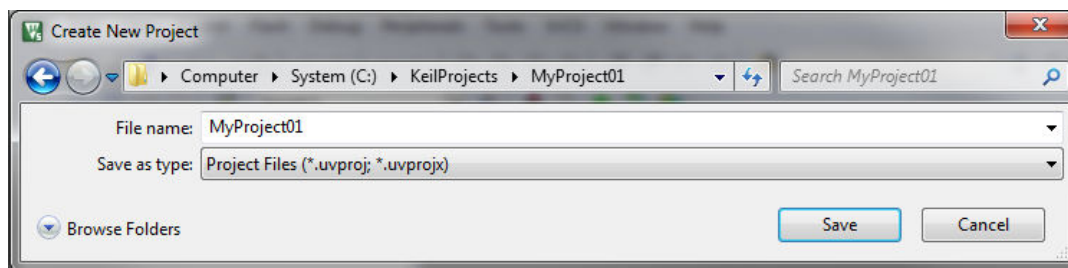 Create New Project
Computer System (C:) KeilProjects MyProject01 Search MyProject01
File name: MyProject01
Save as type: Project Files (*.uvproj; *.uvprojx)
Browse Folders Save Cancel